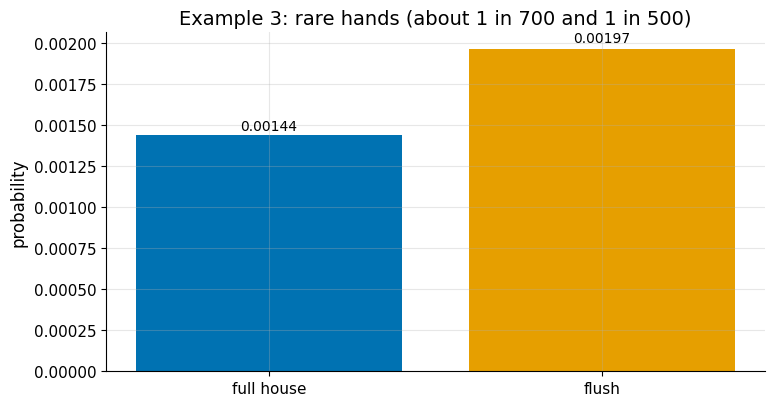 Example 3: rare hands (about 1 in 700 and 1 in 500)
0.00200
0.00175
0.00150
0.00125
0.00100
0.00075
0.00050
0.00025
0.00000
probability
0.00144
0.00197
full house
flush